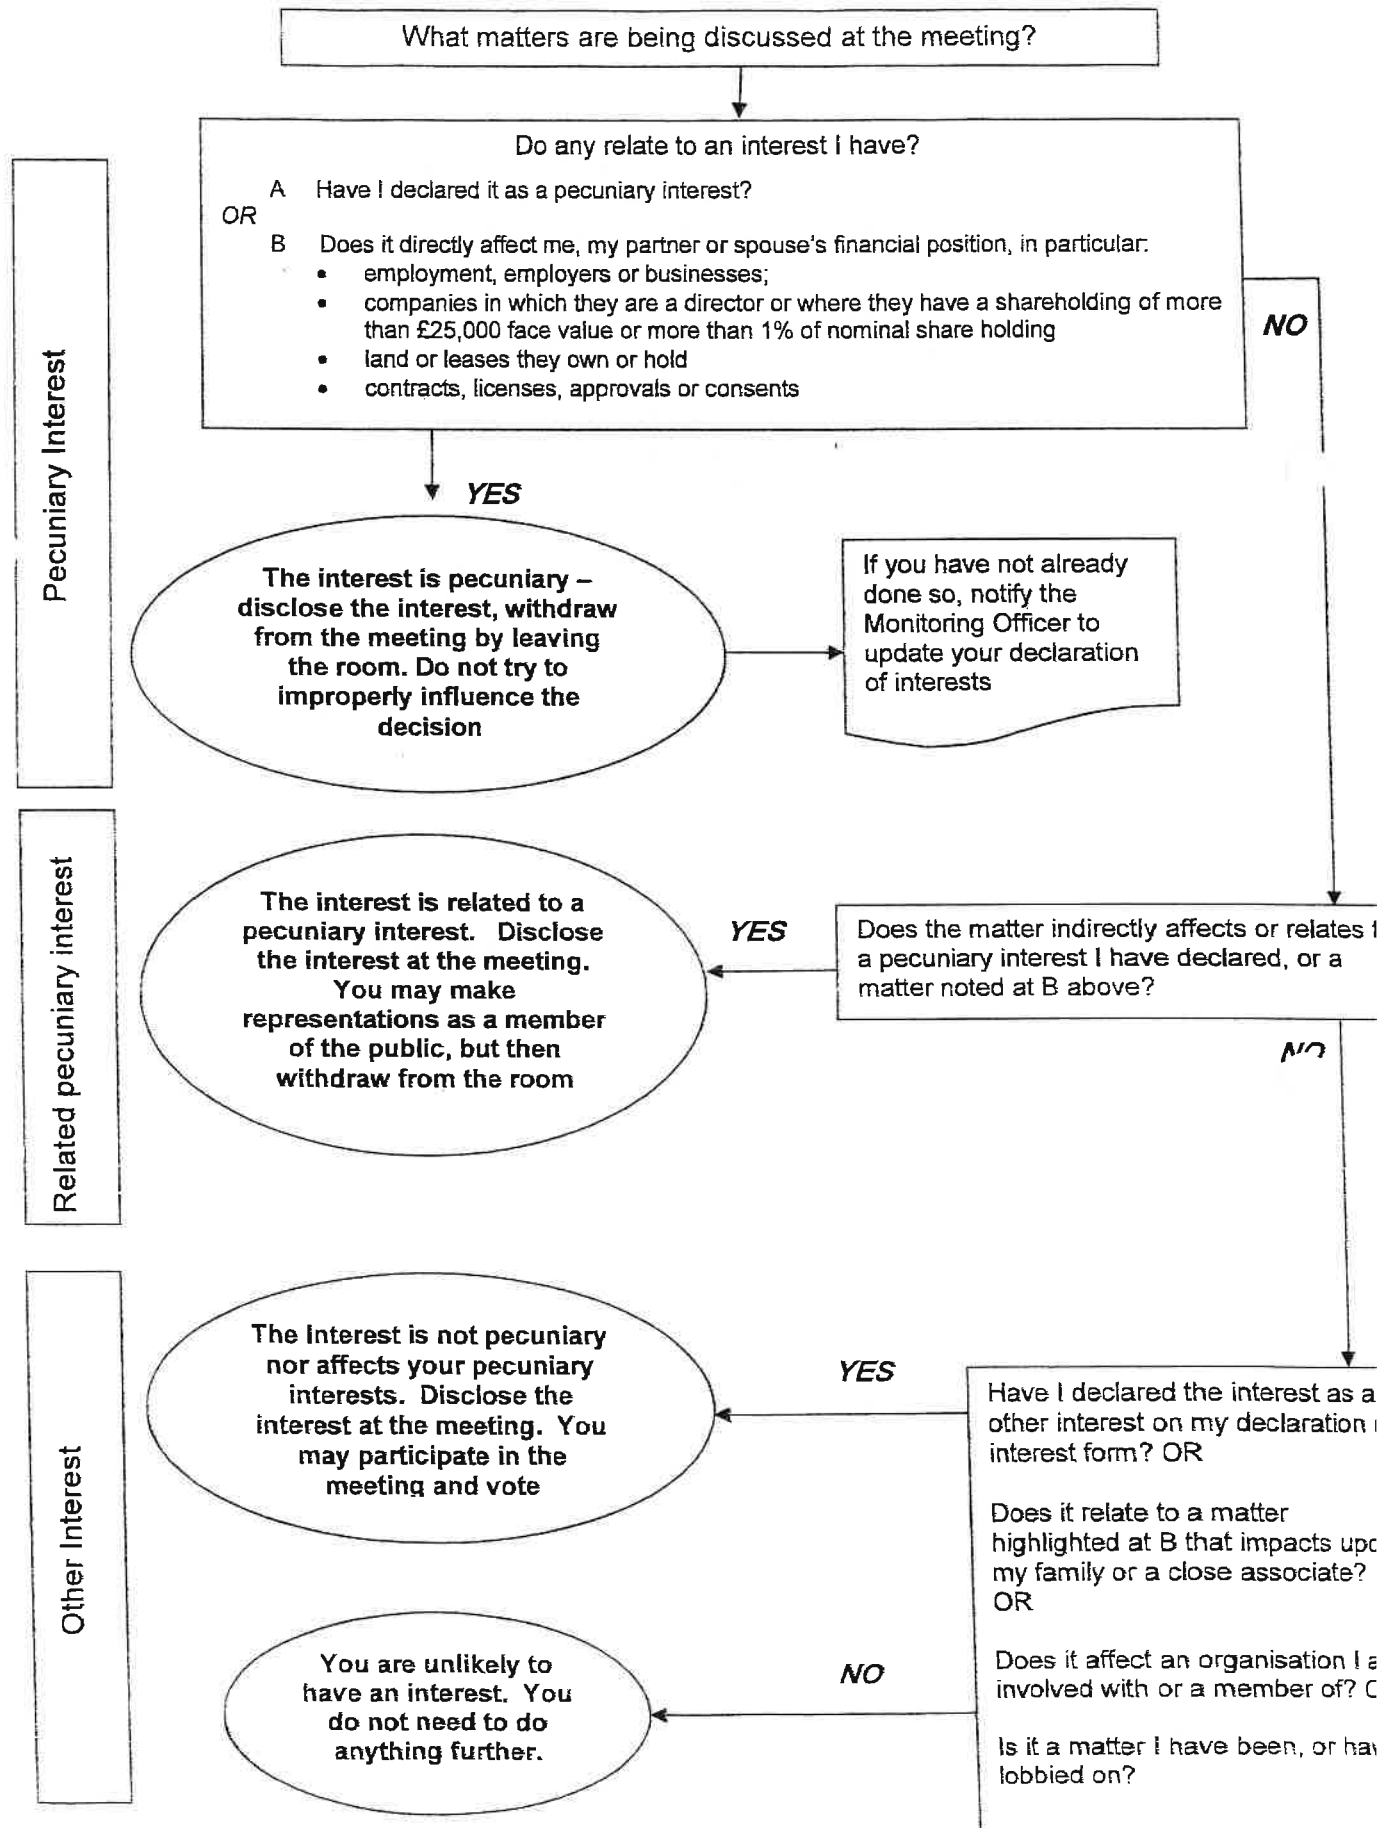 What matters are being discussed at the meeting?
Do any relate to an interest I have?
A Have I declared it as a pecuniary interest?
OR
B Does it directly affect me, my partner or spouse's financial position, in particular:
• employment, employers or businesses;
• companies in which they are a director or where they have a shareholding of more
than £25,000 face value or more than 1% of nominal share holding
• land or leases they own or hold
• contracts, licenses, approvals or consents
NO
Pecuniary Interest
YES
The interest is pecuniary –
disclose the interest, withdraw
from the meeting by leaving
the room. Do not try to
improperly influence the
decision
If you have not already
done so, notify the
Monitoring Officer to
update your declaration
of interests
Related pecuniary interest
The interest is related to a
pecuniary interest. Disclose
the interest at the meeting.
You may make
representations as a member
of the public, but then
withdraw from the room
YES
Does the matter indirectly affects or relates
a pecuniary interest I have declared, or a
matter noted at B above?
NO
Other Interest
The Interest is not pecuniary
nor affects your pecuniary
interests. Disclose the
interest at the meeting. You
may participate in the
meeting and vote
YES
Have I declared the interest as a
other interest on my declaration
interest form? OR
Does it relate to a matter
highlighted at B that impacts
my family or a close associate?
OR
Does it affect an organisation I
involved with or a member of?
Is it a matter I have been, or
lobbied on?
NO
You are unlikely to
have an interest. You
do not need to do
anything further.